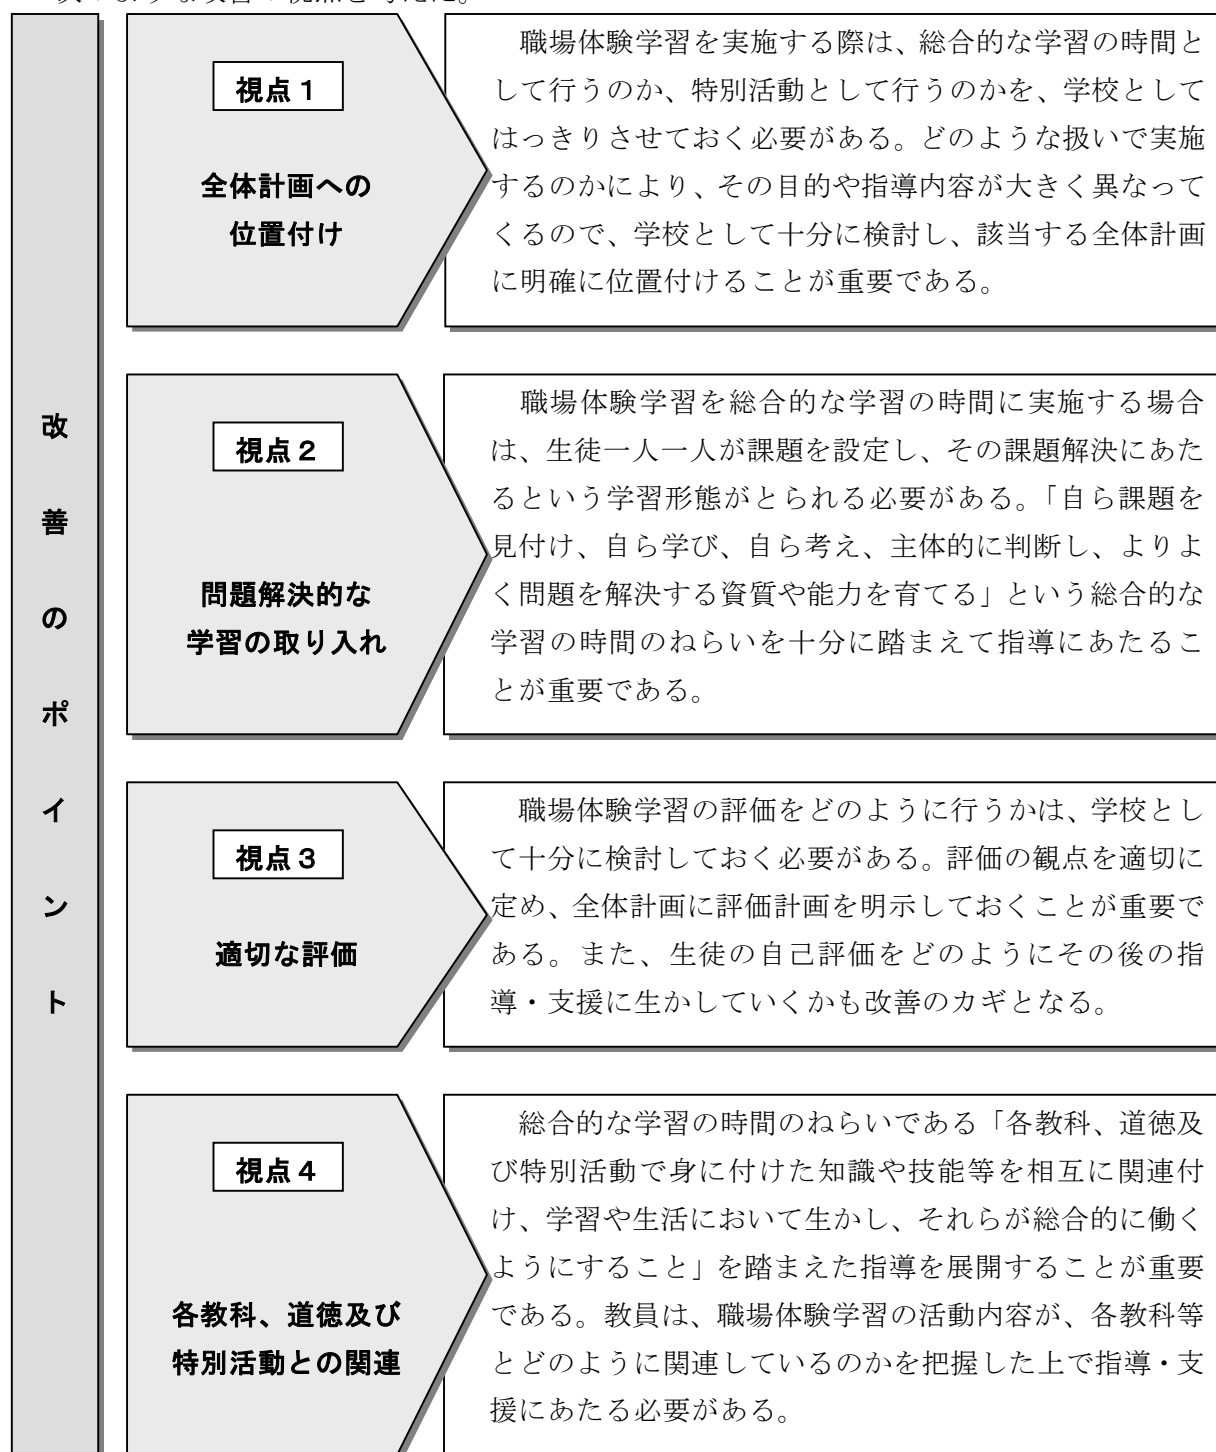 改善のポイント
視点１
全体計画への
位置付け
職場体験学習を実施する際は、総合的な学習の時間と
して行うのか、特別活動として行うのかを、学校として
はっきりさせておく必要がある。どのような扱いで実施
するのかにより、その目的や指導内容が大きく異なって
くるので、学校として十分に検討し、該当する全体計画
に明確に位置付けることが重要である。
視点２
問題解決的な
学習の取り入れ
職場体験学習を総合的な学習の時間に実施する場合
は、生徒一人一人が課題を設定し、その課題解決にあた
るという学習形態がとられる必要がある。「自ら課題を
見付け、自ら学び、自ら考え、主体的に判断し、よりよ
く問題を解決する資質や能力を育てる」という総合的な
学習の時間のねらいを十分に踏まえて指導にあたるこ
とが重要である。
視点３
適切な評価
職場体験学習の評価をどのように行うかは、学校とし
て十分に検討しておく必要がある。評価の観点を適切に
定め、全体計画に評価計画を明示しておくことが重要で
ある。また、生徒の自己評価をどのようにその後の指
導・支援に生かしていくかも改善のカギとなる。
視点４
各教科、道徳及び
特別活動との関連
総合的な学習の時間のねらいである「各教科、道徳及
び特別活動で身に付けた知識や技能等を相互に関連付
け、学習や生活において生かし、それらが総合的に働く
ようにすること」を踏まえた指導を展開することが重要
である。教員は、職場体験学習の活動内容が、各教科等
とどのように関連しているのかを把握した上で指導・支
援にあたる必要がある。